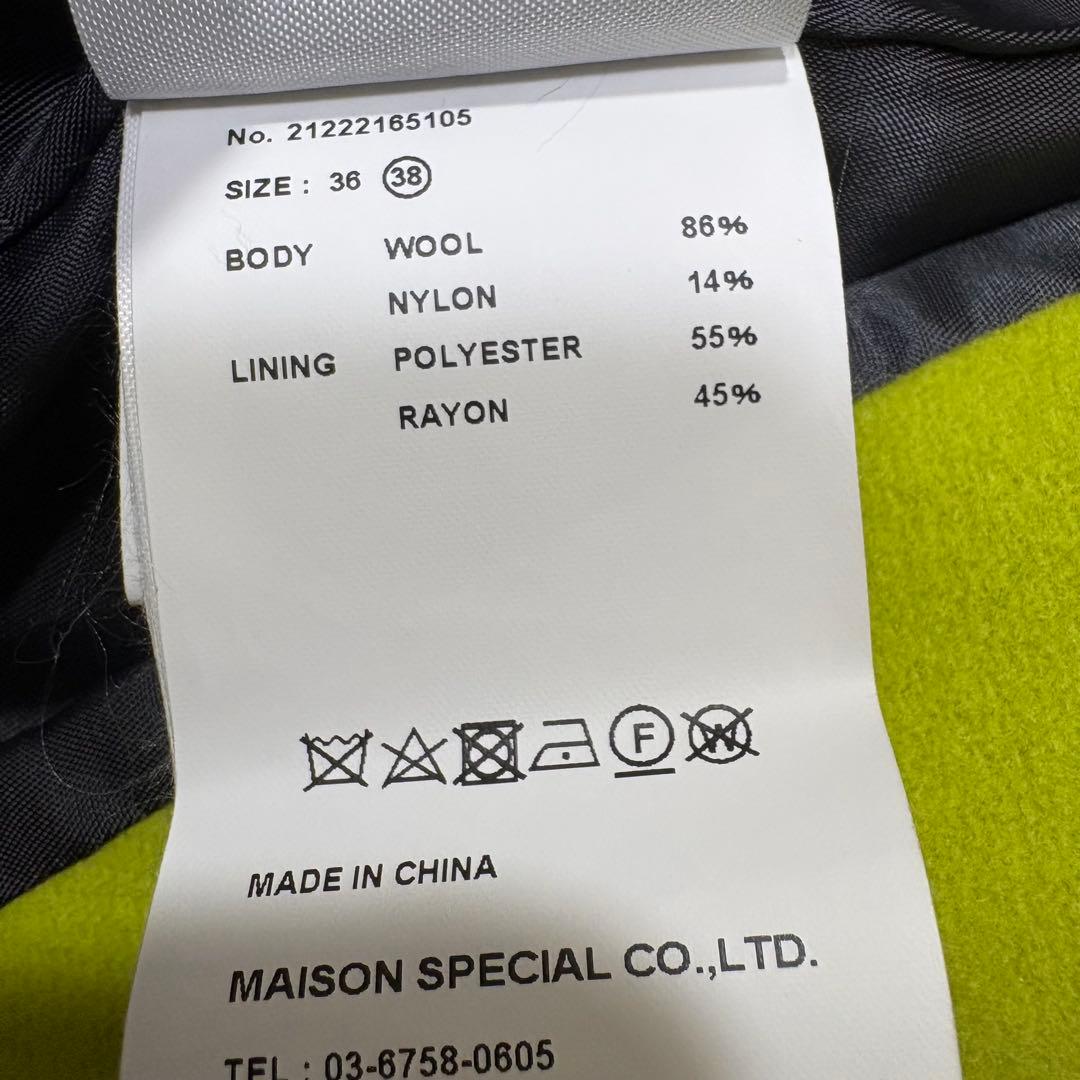 No. 21222165105
SIZE : 36 38
BODY WOOL 86%
NYLON 14%
LINING POLYESTER 55%
RAYON 45%
F W
MADE IN CHINA
MAISON SPECIAL CO.,LTD.
TEL : 03-6758-0605